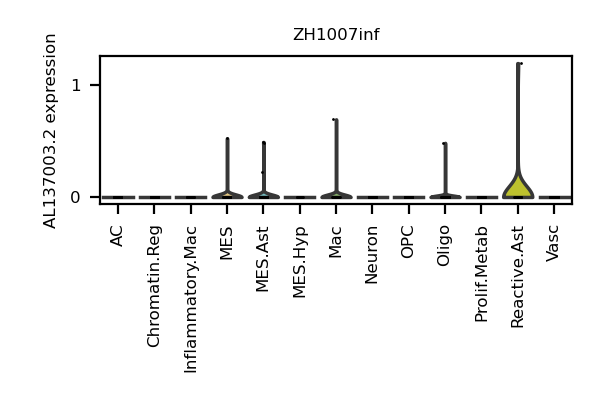 ZH1007inf
AL137003.2 expression
1
0
AC
Chromatin.Reg
Inflammatory.Mac
MES
MES.Ast
MES.Hyp
Mac
Neuron
OPC
Oligo
Prolif.Metab
Reactive.Ast
Vasc